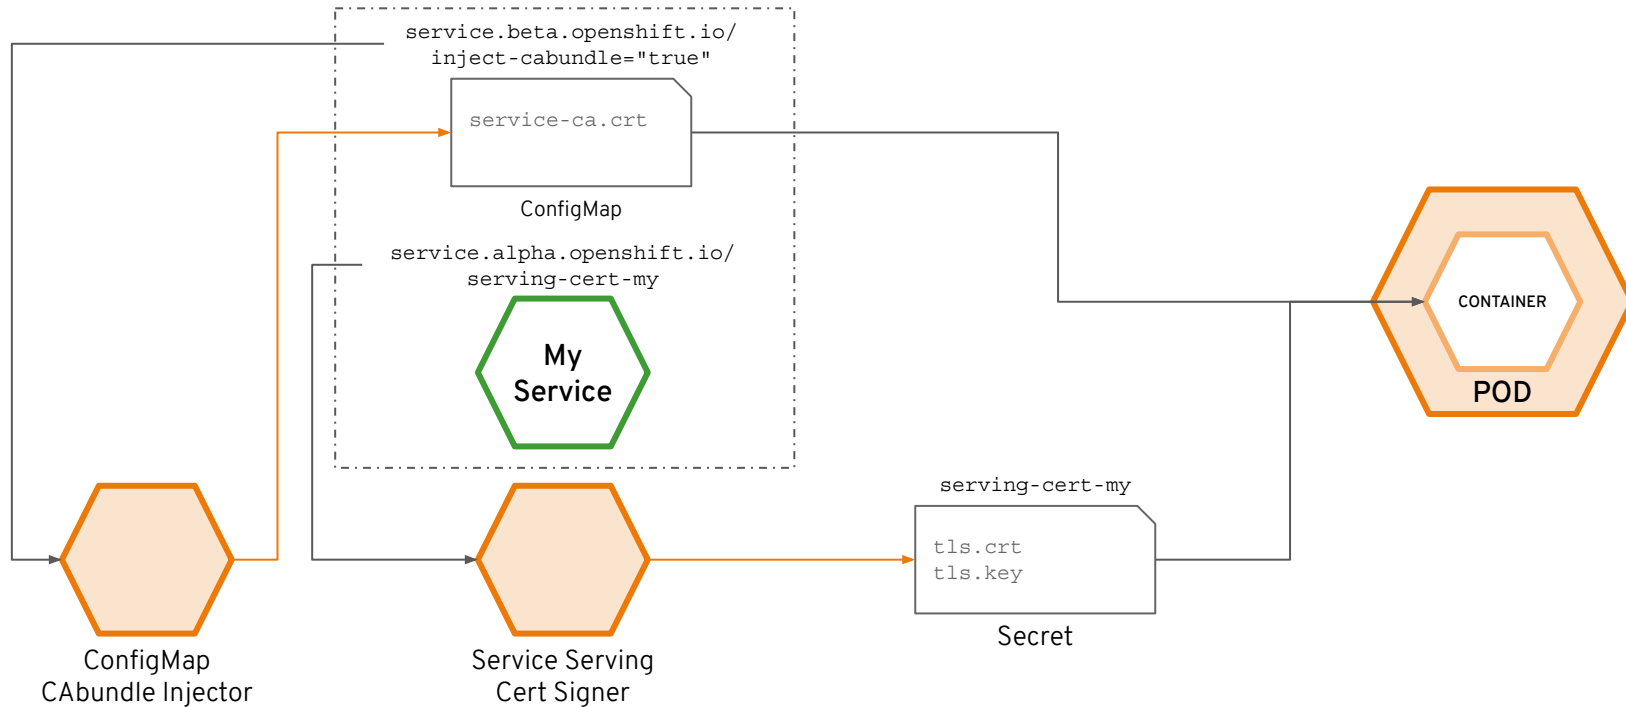 service.beta.openshift.io/
inject-cabundle="true"
service-ca.crt
ConfigMap
service.alpha.openshift.io/
serving-cert-my
My
Service
CONTAINER
POD
serving-cert-my
tls.crt
tls.key
Secret
ConfigMap
CAbundle Injector
Service Serving
Cert Signer